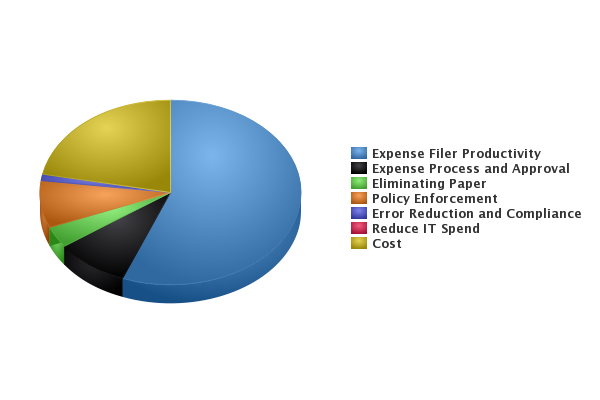 Expense Filer Productivity
Expense Process and Approval
Eliminating Paper
Policy Enforcement
Error Reduction and Compliance
Reduce IT Spend
Cost